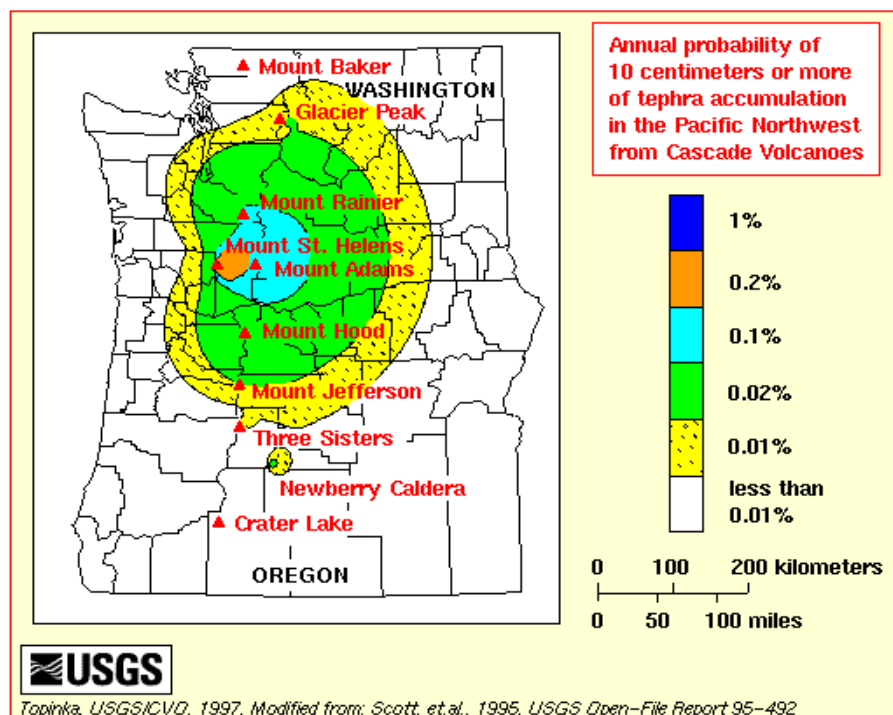 Annual probability of
10 centimeters or more
of tephra accumulation
in the Pacific Northwest
from Cascade Volcanoes
Mount Baker
WASHINGTON
Glacier Peak
Mount Rainier
Mount St. Helens
Mount Adams
Mount Hood
Mount Jefferson
Three Sisters
Newberry Caldera
Crater Lake
OREGON
1%
0.2%
0.1%
0.02%
0.01%
less than
0.01%
0 100 200 kilometers
0 50 100 miles
USGS
Topinka, USGS/CVO, 1997, Modified from: Scott, et.al., 1995, USGS Open-File Report 95-492